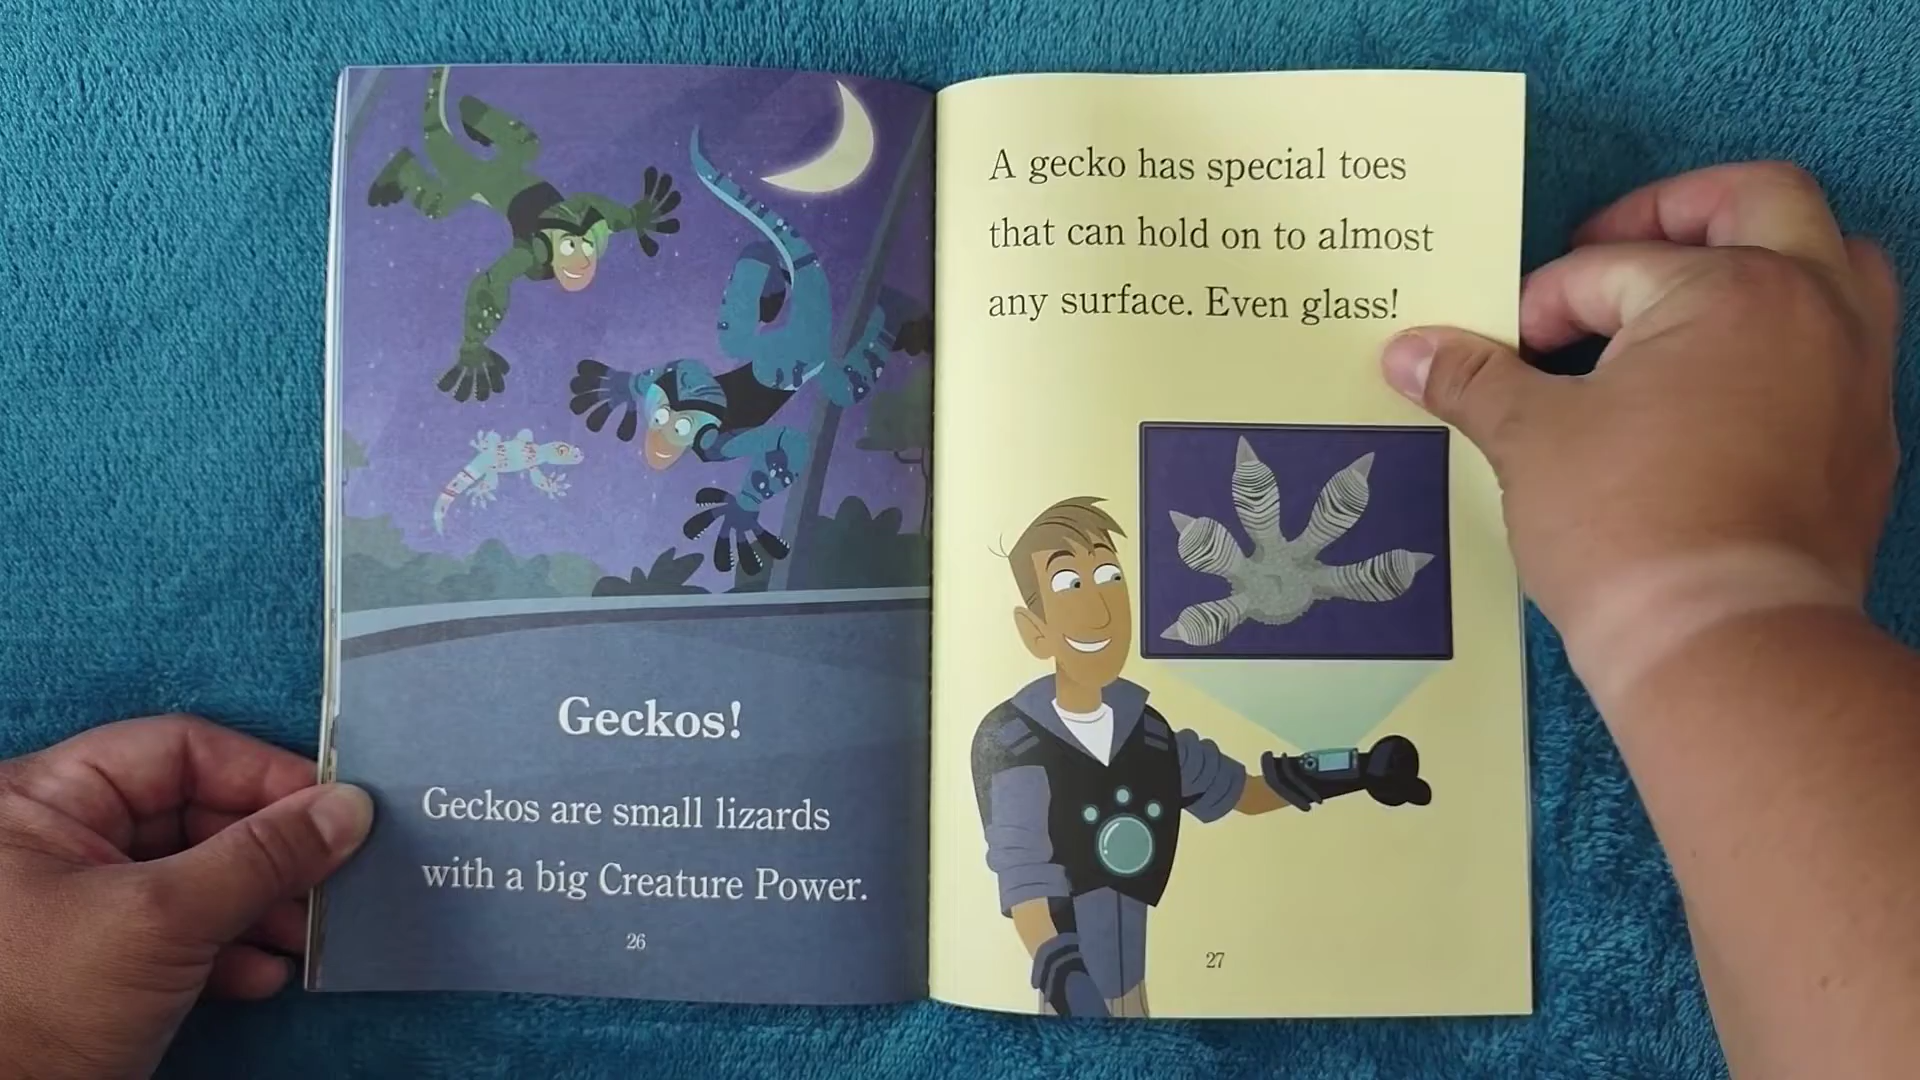 Geckos!
Geckos are small lizards
with a big Creature Power.
26
A gecko has special toes
that can hold on to almost
any surface. Even glass!
27